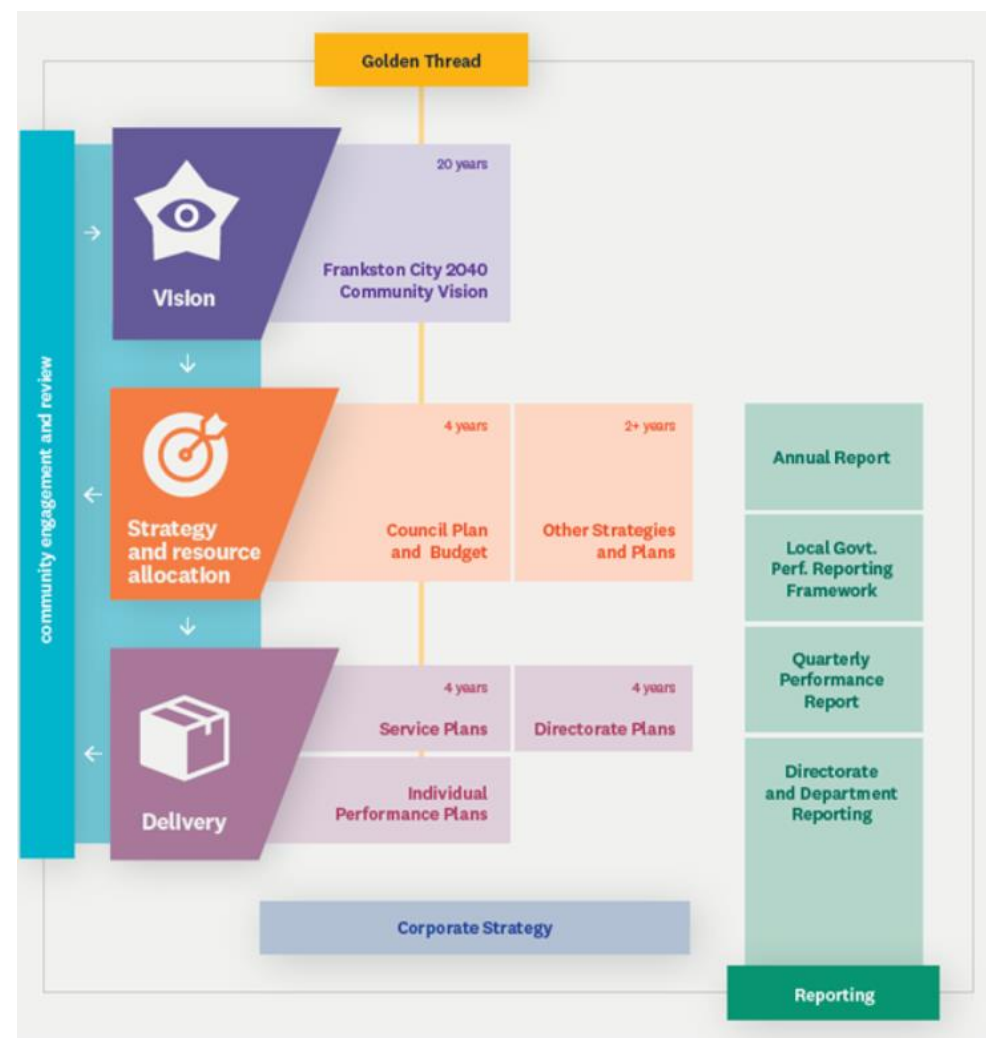 Golden Thread
community engagement and review
Vision
20 years
Frankston City 2040
Community Vision
Strategy
and resource
allocation
4 years
Council Plan
and Budget
2+ years
Other Strategies
and Plans
Delivery
4 years
Service Plans
4 years
Directorate Plans
Individual
Performance Plans
Corporate Strategy
Annual Report
Local Govt.
Perf. Reporting
Framework
Quarterly
Performance
Report
Directorate
and Department
Reporting
Reporting